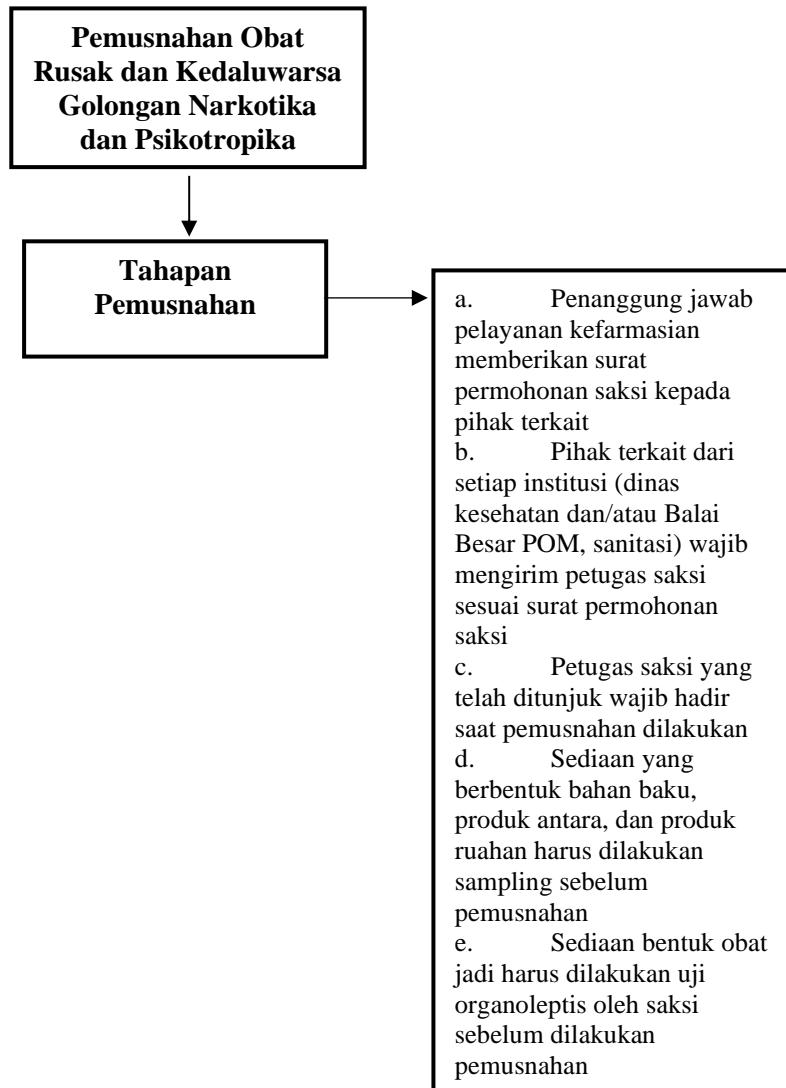 Pemusnahan Obat
Rusak dan Kedaluwarsa
Golongan Narkotika
dan Psikotropika
Tahapan
Pemusnahan
a. Penanggung jawab
pelayanan kefarmasian
memberikan surat
permohonan saksi kepada
pihak terkait
b. Pihak terkait dari
setiap institusi (dinas
kesehatan dan/atau Balai
Besar POM, sanitasi) wajib
mengirim petugas saksi
sesuai surat permohonan
saksi
c. Petugas saksi yang
telah ditunjuk wajib hadir
saat pemusnahan dilakukan
d. Sediaan yang
berbentuk bahan baku,
produk antara, dan produk
ruahan harus dilakukan
sampling sebelum
pemusnahan
e. Sediaan bentuk obat
jadi harus dilakukan uji
organoleptis oleh saksi
sebelum dilakukan
pemusnahan